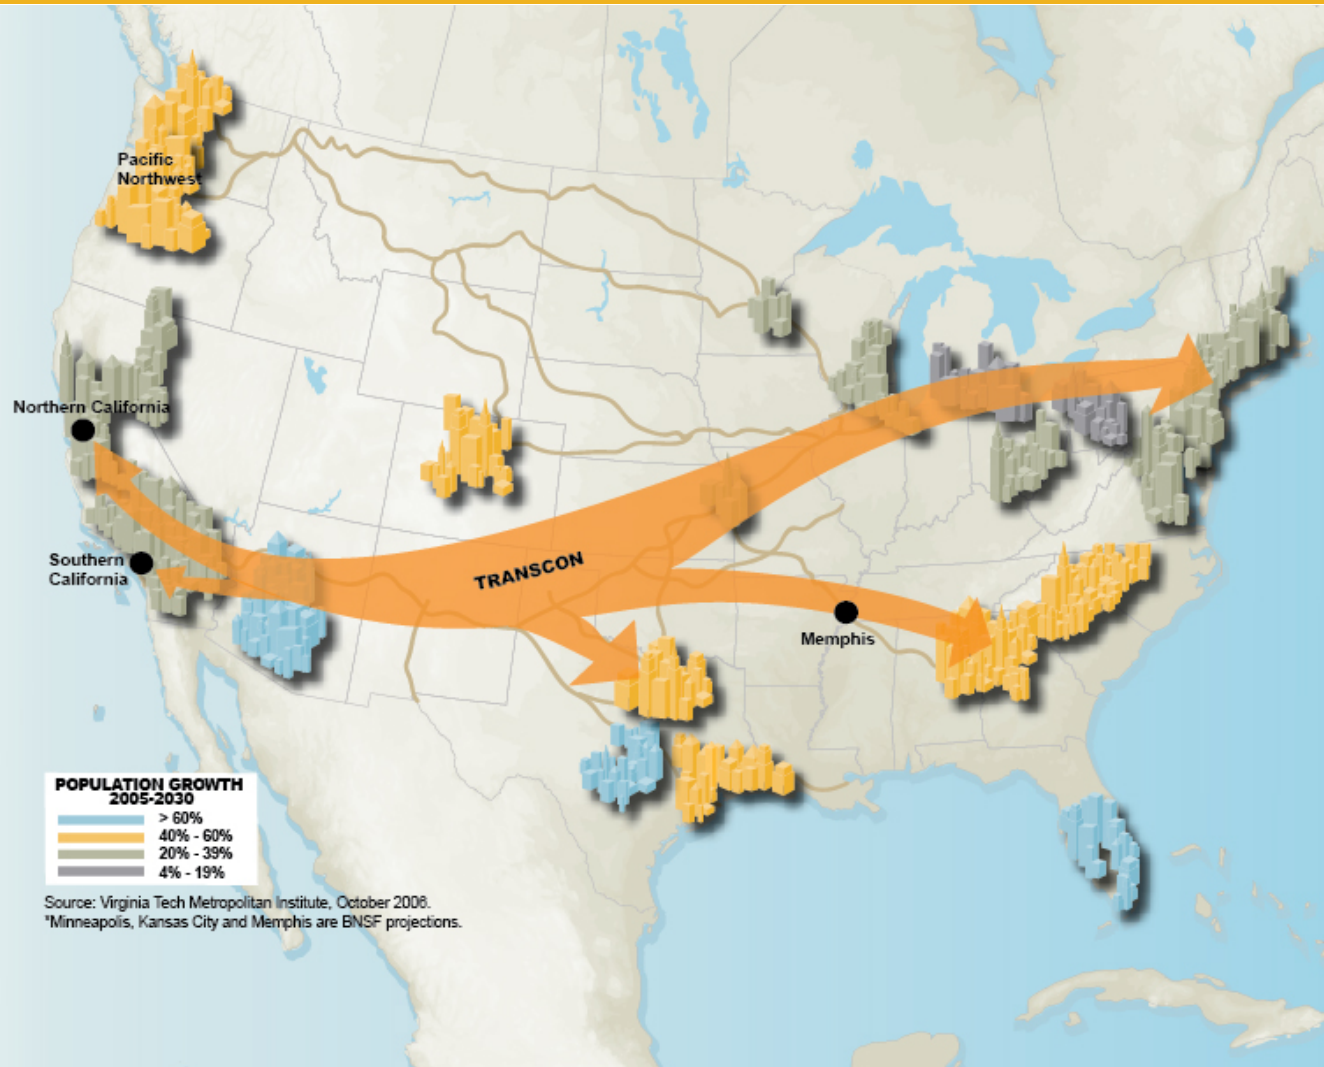 Pacific
Northwest
Northern California
Southern
California
TRANSCON
Memphis
POPULATION GROWTH
2005-2030
> 60%
40% - 60%
20% - 39%
4% - 19%
Source: Virginia Tech Metropolitan Institute, October 2006.
*Minneapolis, Kansas City and Memphis are BNSF projections.